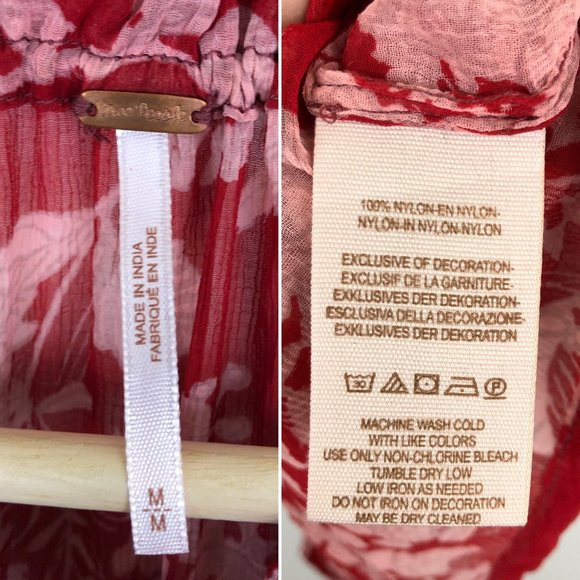 free people
MADE IN INDIA
FABRIQUÉ EN INDE
M
M
100% NYLON-EN NYLON-
NYLON-IN NYLON-NYLON
EXCLUSIVE OF DECORATION-
EXCLUSIF DE LA GARNITURE-
EXKLUSIVES DER DEKORATION-
ESCLUSIVA DELLA DECORAZIONE-
EXKLUSIVES DER DEKORATION
30
MACHINE WASH COLD
WITH LIKE COLORS
USE ONLY NON-CHLORINE BLEACH
TUMBLE DRY LOW
LOW IRON AS NEEDED
DO NOT IRON ON DECORATION
MAY BE DRY CLEANED